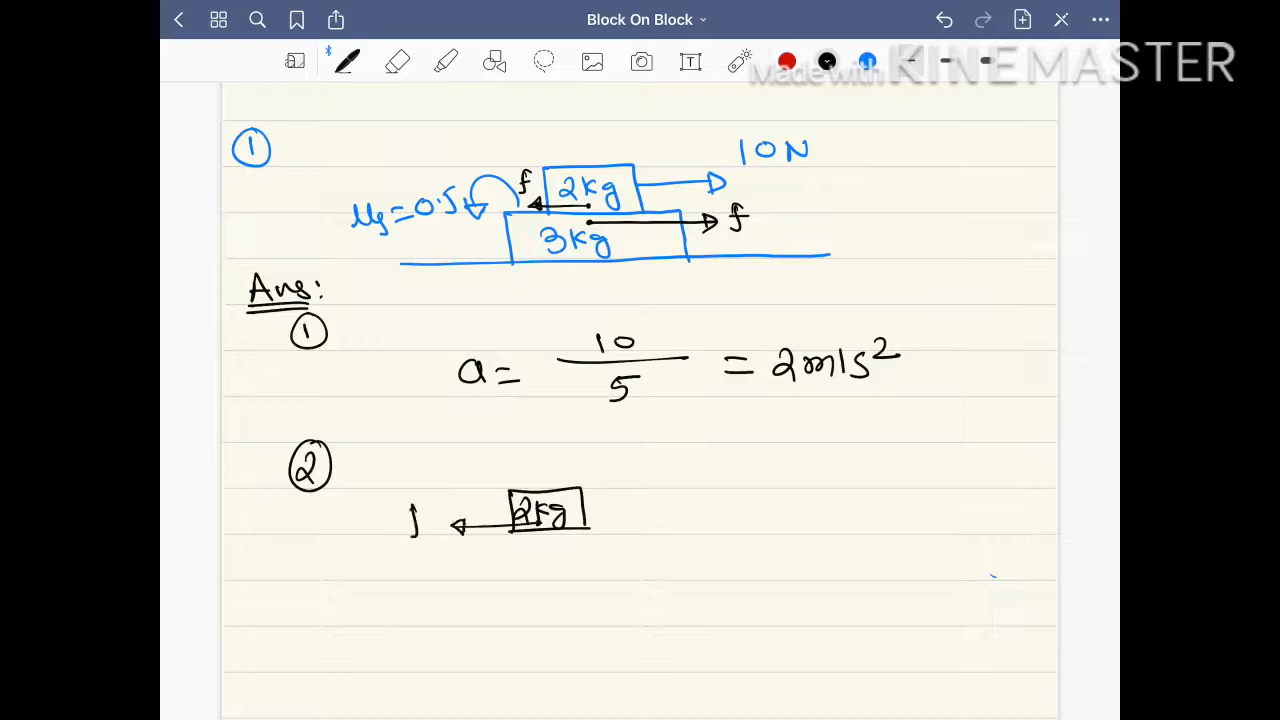 Block On Block
Made with KINEMASTER
① 10N
f 2kg
μs=0.5 f
3kg
Ans:
①
a= 10/5 = 2m/s²
②
f 2kg